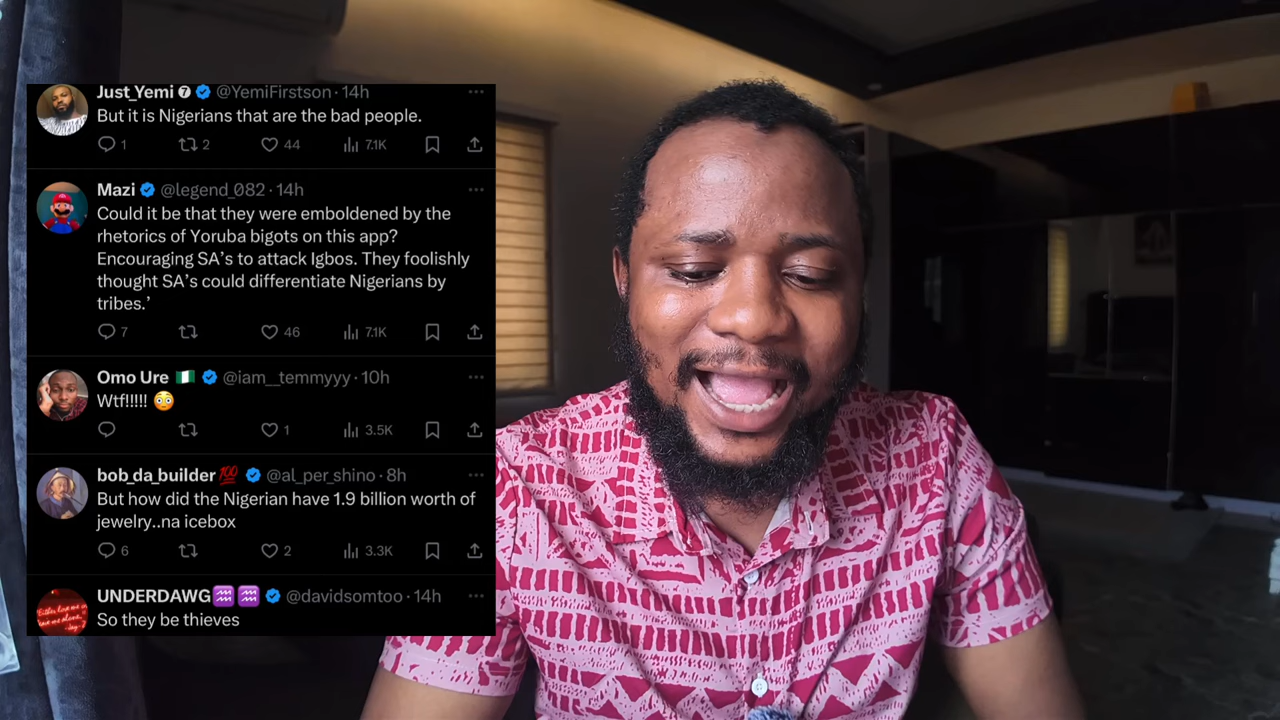 Just_Yemi 7 @YemiFirstson · 14h
But it is Nigerians that are the bad people.
1 2 44 7.1K
Mazi @legend_082 · 14h
Could it be that they were emboldened by the
rhetorics of Yoruba bigots on this app?
Encouraging SA's to attack Igbos. They foolishly
thought SA's could differentiate Nigerians by
tribes.'
7 46 7.1K
Omo Ure 🇳🇬 @iam__temmyyy · 10h
Wtf!!!!! 😳
1 3.5K
bob_da_builder 💯 @al_per_shino · 8h
But how did the Nigerian have 1.9 billion worth of
jewelry..na icebox
6 2 3.3K
UNDERDAWG♒♒ @davidsomtoo · 14h
So they be thieves